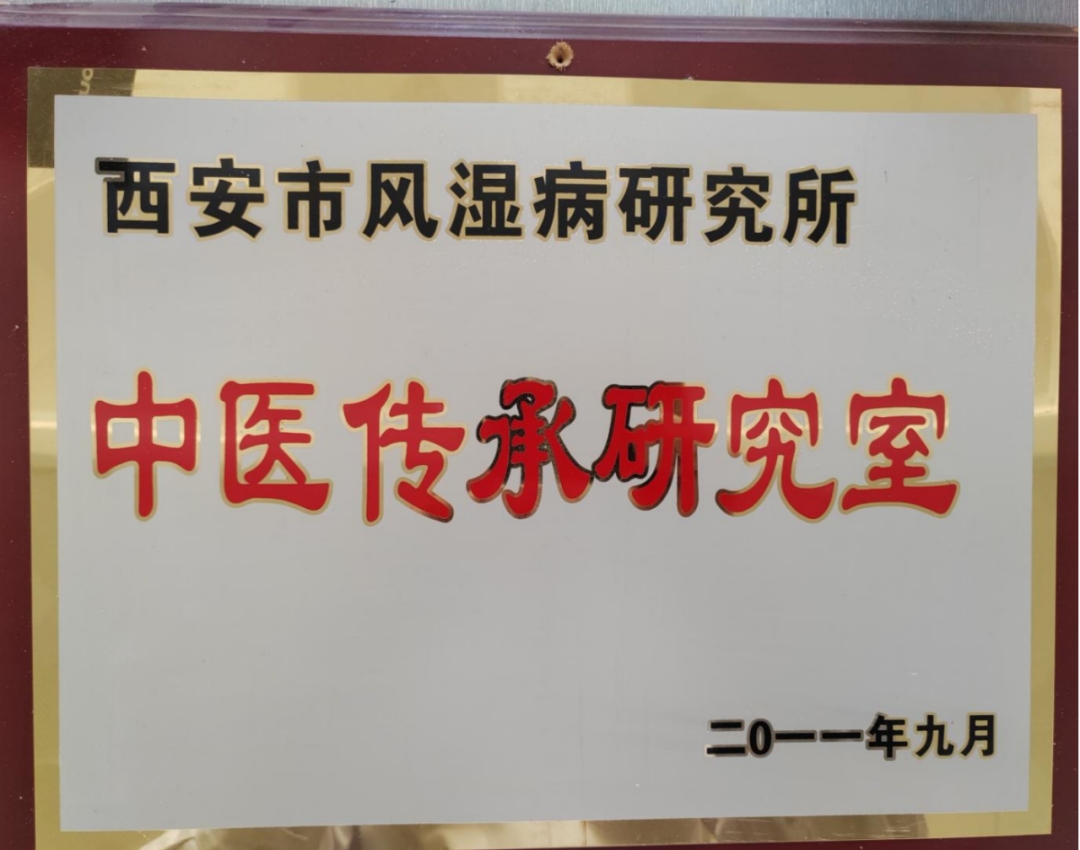 西安市风湿病研究所
中医传承研究室
二0一一年九月